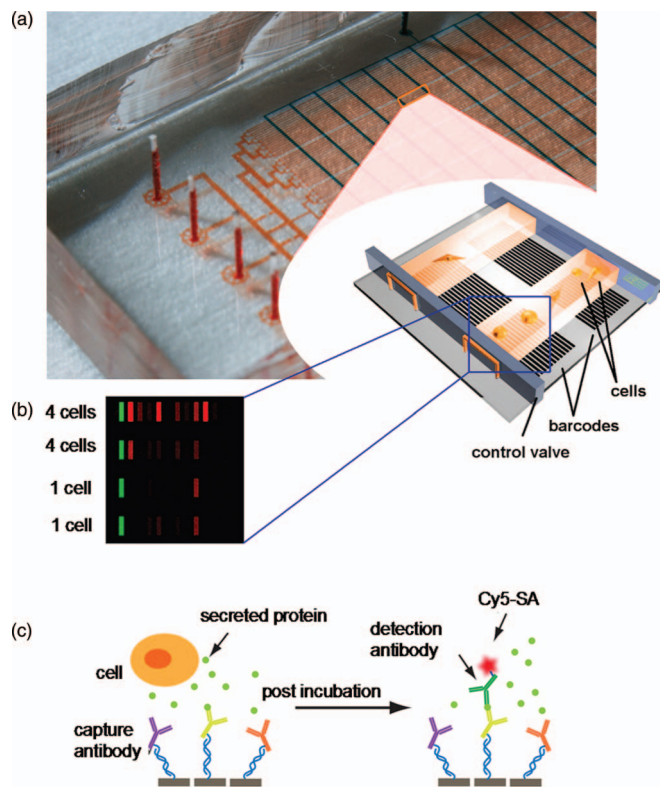 (a)
cells
barcodes
control valve
(b)
4 cells
4 cells
1 cell
1 cell
(c)
secreted protein
cell
capture
antibody
post incubation
Cy5-SA
detection
antibody